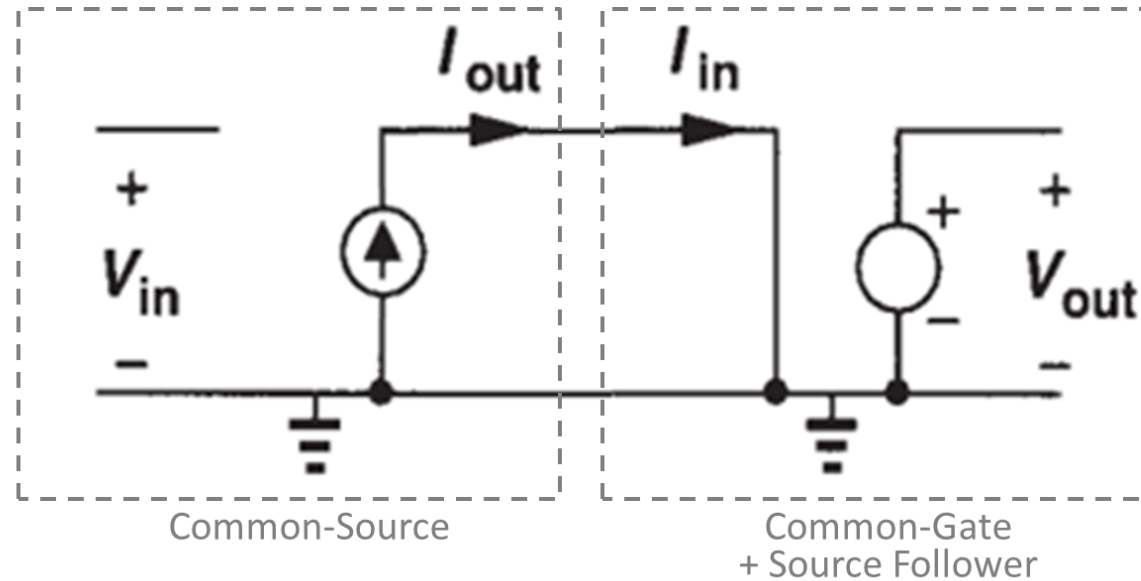 I out
I in
+
V in
−
+
−
+
V out
−
Common-Source
Common-Gate
+ Source Follower